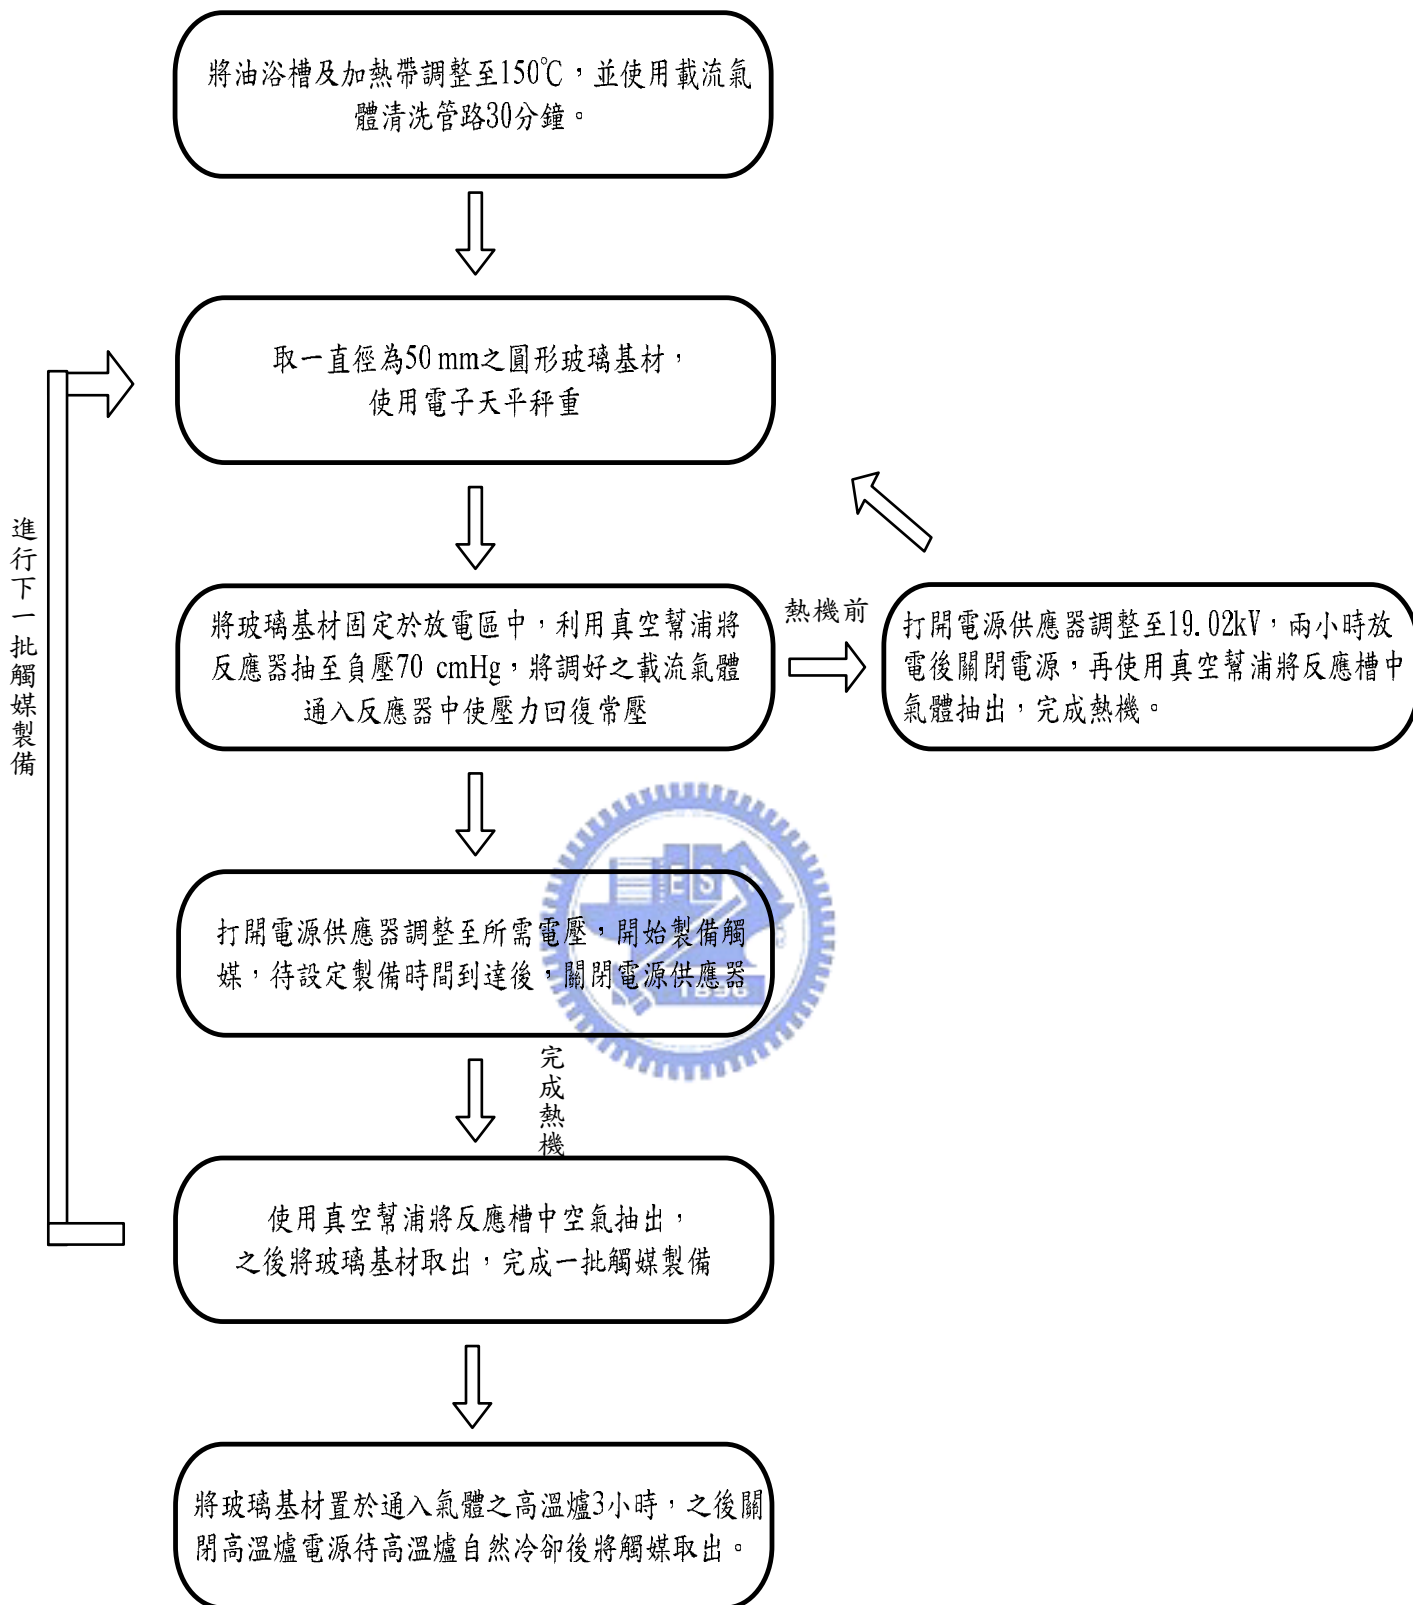 將油浴槽及加熱帶調整至150℃，並使用載流氣
體清洗管路30分鐘。
取一直徑為50 mm之圓形玻璃基材，
使用電子天平秤重
進行下一批觸媒製備
將玻璃基材固定於放電區中，利用真空幫浦將
反應器抽至負壓70 cmHg，將調好之載流氣體
通入反應器中使壓力回復常壓
熱機前
打開電源供應器調整至19.02kV，兩小時放
電後關閉電源，再使用真空幫浦將反應槽中
氣體抽出，完成熱機。
打開電源供應器調整至所需電壓，開始製備觸
媒，待設定製備時間到達後，關閉電源供應器
ES
1896
完成熱機
使用真空幫浦將反應槽中空氣抽出，
之後將玻璃基材取出，完成一批觸媒製備
將玻璃基材置於通入氣體之高溫爐3小時，之後關
閉高溫爐電源待高溫爐自然冷卻後將觸媒取出。